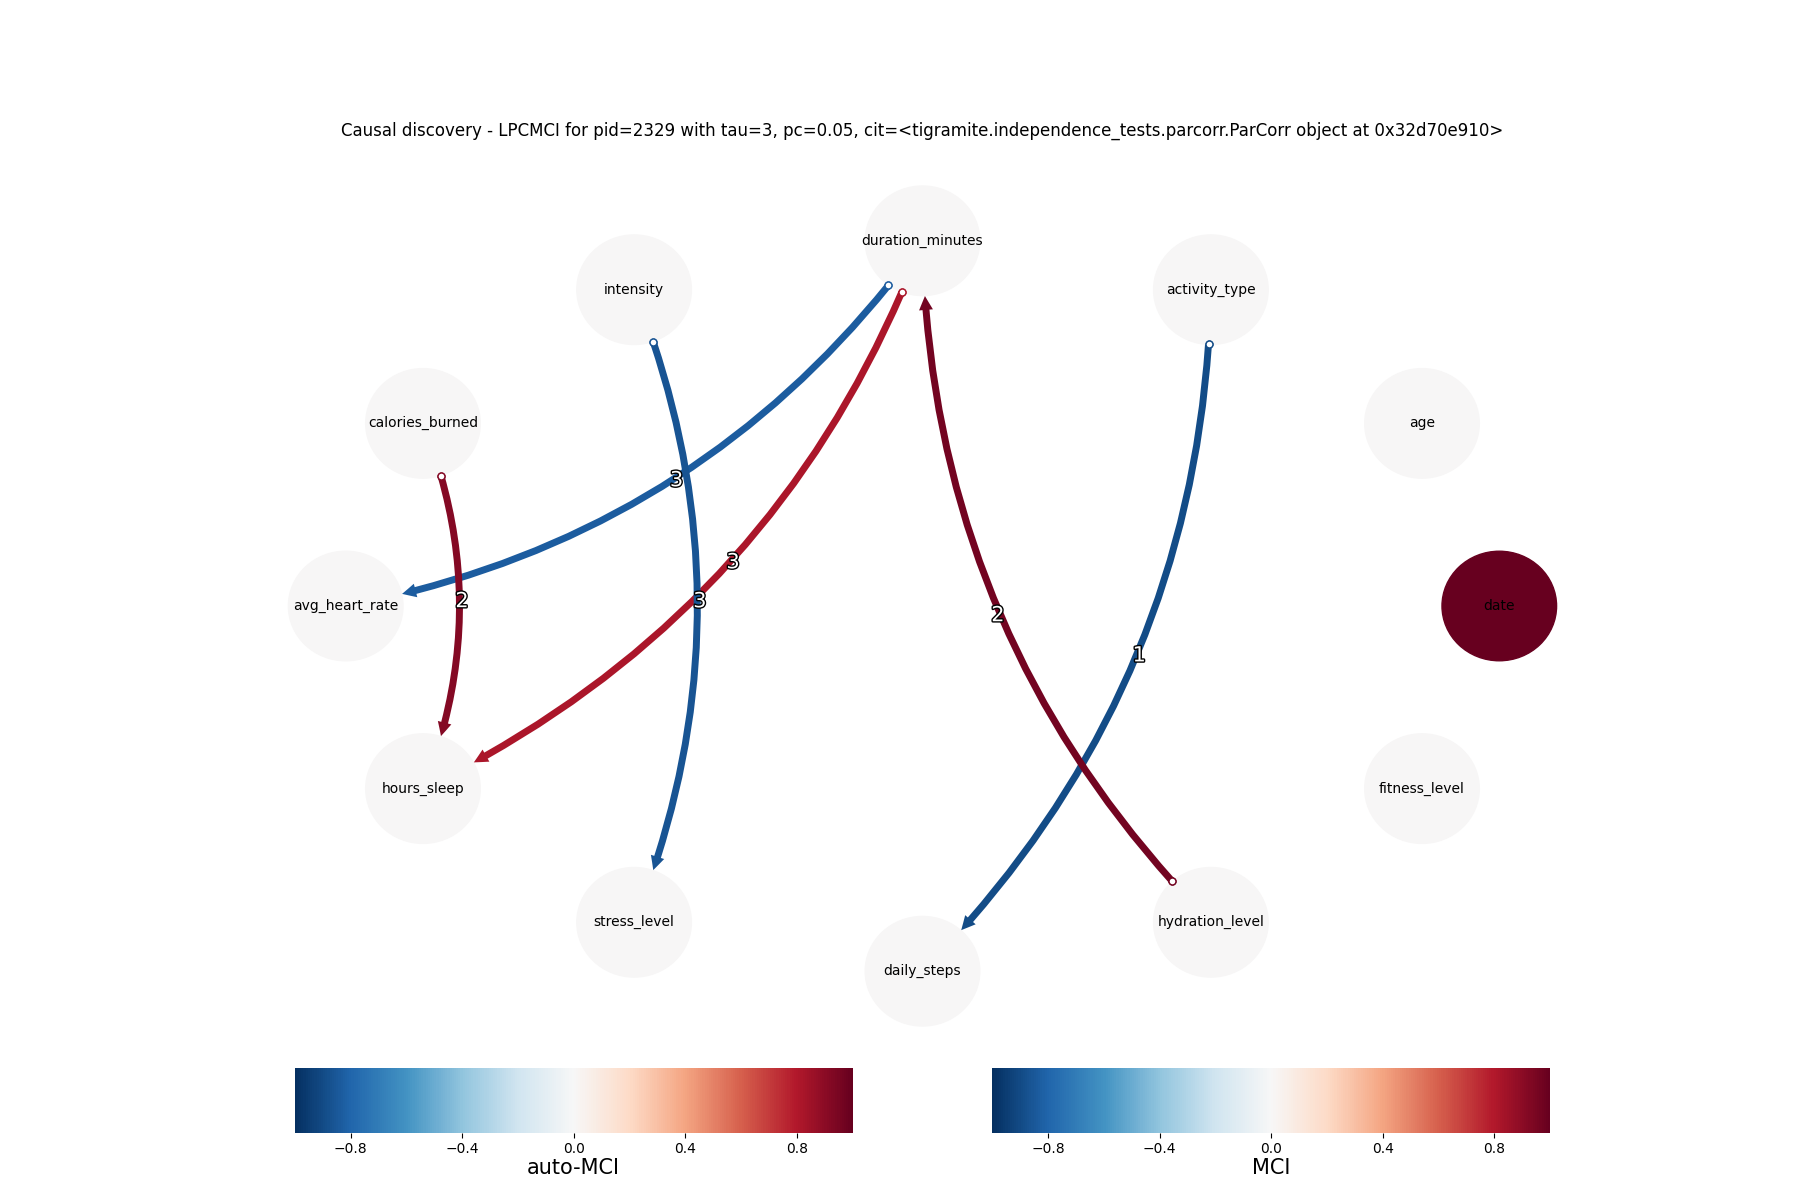 Causal discovery - LPCMCI for pid=2329 with tau=3, pc=0.05, cit=<tigramite.independence_tests.parcorr.ParCorr object at 0x32d70e910>
duration_minutes
intensity
activity_type
calories_burned
age
3
3
2
3
avg_heart_rate
date
2
1
hours_sleep
fitness_level
stress_level
hydration_level
daily_steps
−0.8 −0.4 0.0 0.4 0.8
auto-MCI
−0.8 −0.4 0.0 0.4 0.8
MCI